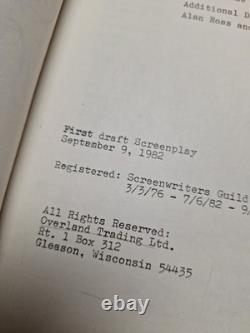 Additional D
Alan Ross and
First draft Screenplay
September 9, 1982
Registered: Screenwriters Guild
3/3/76 - 7/6/82 - 9
All Rights Reserved:
Overland Trading Ltd.
Rt. 1 Box 312
Gleason, Wisconsin 54435